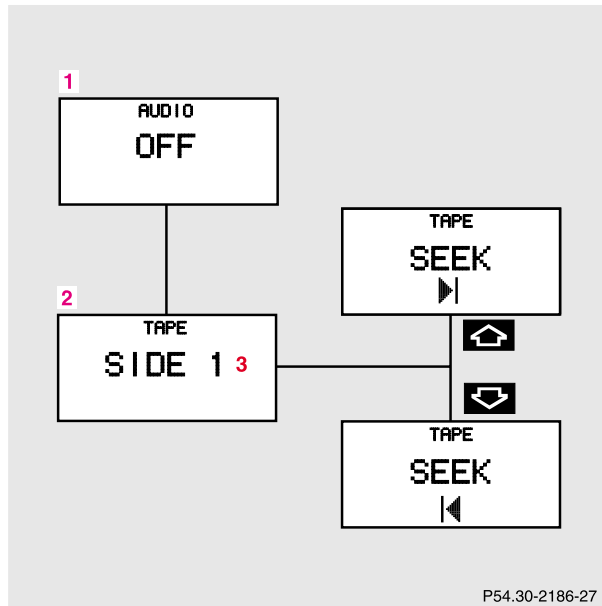 1
AUDIO
OFF
TAPE
SEEK
2
TAPE
SIDE 1 3
TAPE
SEEK
P54.30-2186-27